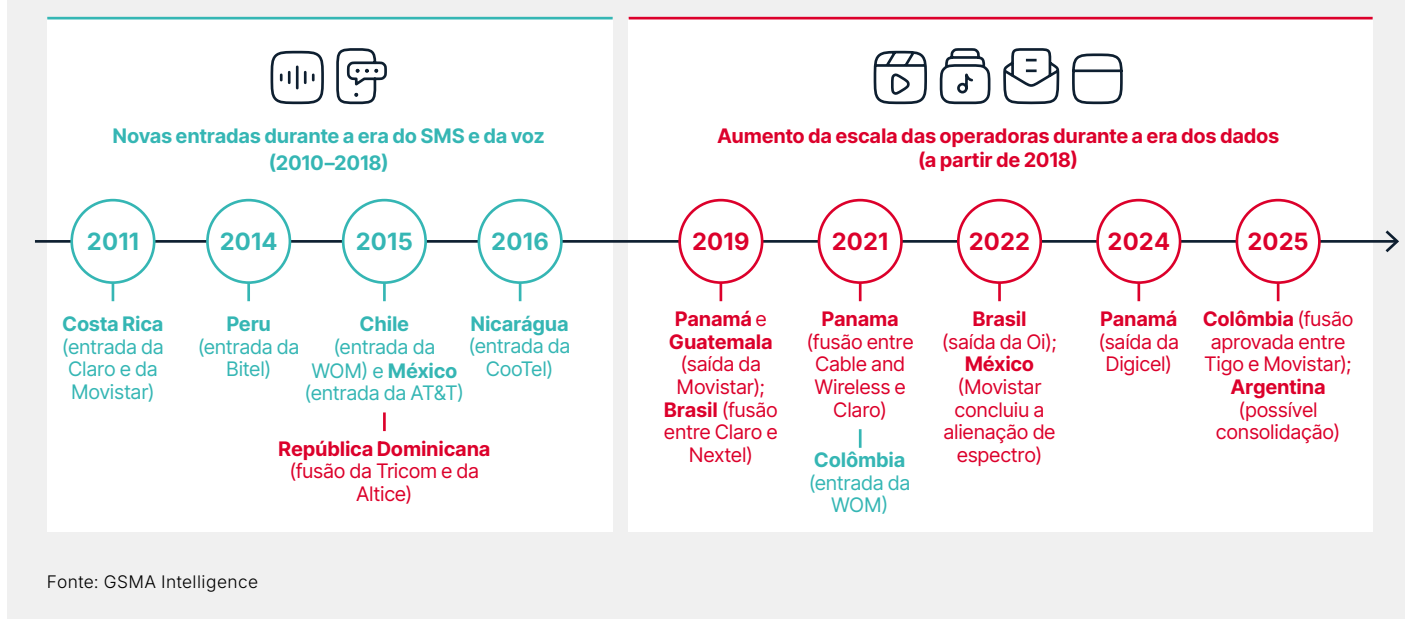 Novas entradas durante a era do SMS e da voz
(2010–2018)
2011
Costa Rica
(entrada da
Claro e da
Movistar)
2014
Peru
(entrada da
Bitel)
2015
Chile
(entrada da
WOM) e México
(entrada da AT&T)
República Dominicana
(fusão da Tricom e da
Altice)
2016
Nicarágua
(entrada da
CooTel)
Aumento da escala das operadoras durante a era dos dados
(a partir de 2018)
2019
Panamá e
Guatemala
(saída da
Movistar);
Brasil (fusão
entre Claro e
Nextel)
2021
Panama
(fusão entre
Cable and
Wireless e
Claro)
Colômbia
(entrada da
WOM)
2022
Brasil
(saída da Oi);
México
(Movistar
concluiu a
alienação de
espectro)
2024
Panamá
(saída da
Digicel)
2025
Colômbia (fusão
aprovada entre
Tigo e Movistar);
Argentina
(possível
consolidação)
Fonte: GSMA Intelligence